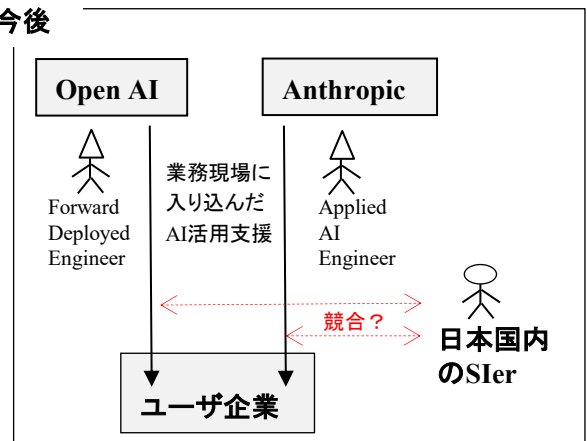 今後
Open AI
Anthropic
Forward
Deployed
Engineer
業務現場に
入り込んだ
AI活用支援
Applied
AI
Engineer
競合？
日本国内
のSIer
ユーザ企業